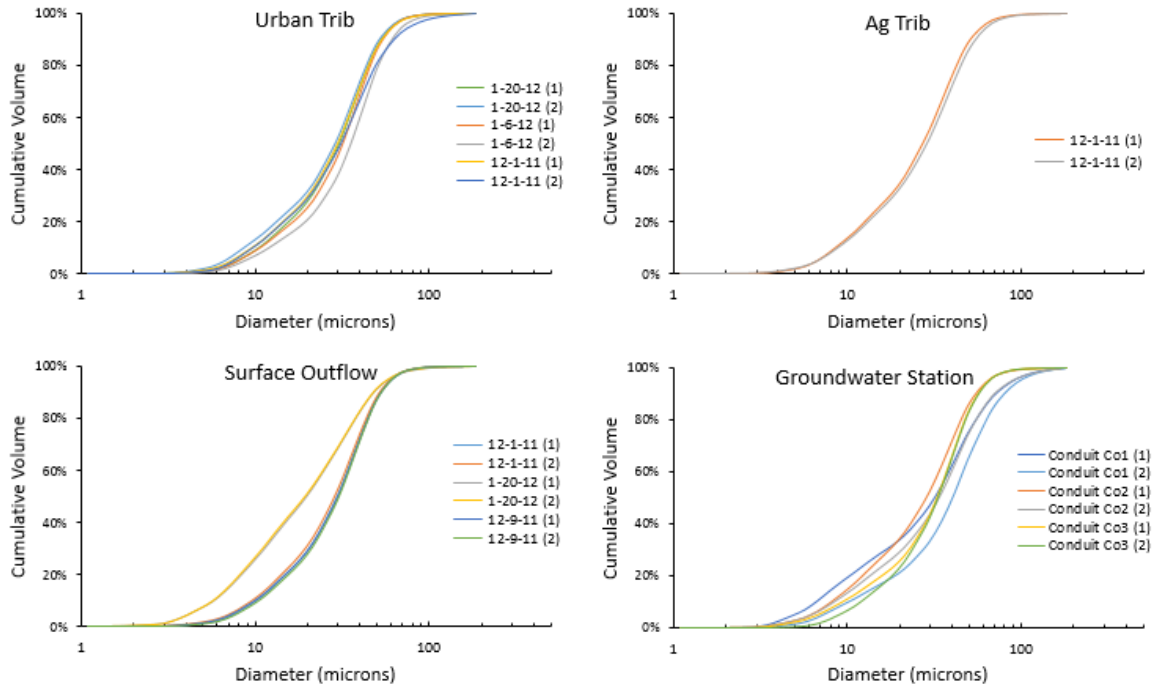 Urban Trib
100%
80%
60%
40%
20%
0%
Cumulative Volume
1-20-12 (1)
1-20-12 (2)
1-6-12 (1)
1-6-12 (2)
12-1-11 (1)
12-1-11 (2)
1 10 100
Diameter (microns)
Ag Trib
100%
80%
60%
40%
20%
0%
Cumulative Volume
12-1-11 (1)
12-1-11 (2)
1 10 100
Diameter (microns)
Surface Outflow
100%
80%
60%
40%
20%
0%
Cumulative Volume
12-1-11 (1)
12-1-11 (2)
1-20-12 (1)
1-20-12 (2)
12-9-11 (1)
12-9-11 (2)
1 10 100
Diameter (microns)
Groundwater Station
100%
80%
60%
40%
20%
0%
Cumulative Volume
Conduit Co1 (1)
Conduit Co1 (2)
Conduit Co2 (1)
Conduit Co2 (2)
Conduit Co3 (1)
Conduit Co3 (2)
1 10 100
Diameter (microns)